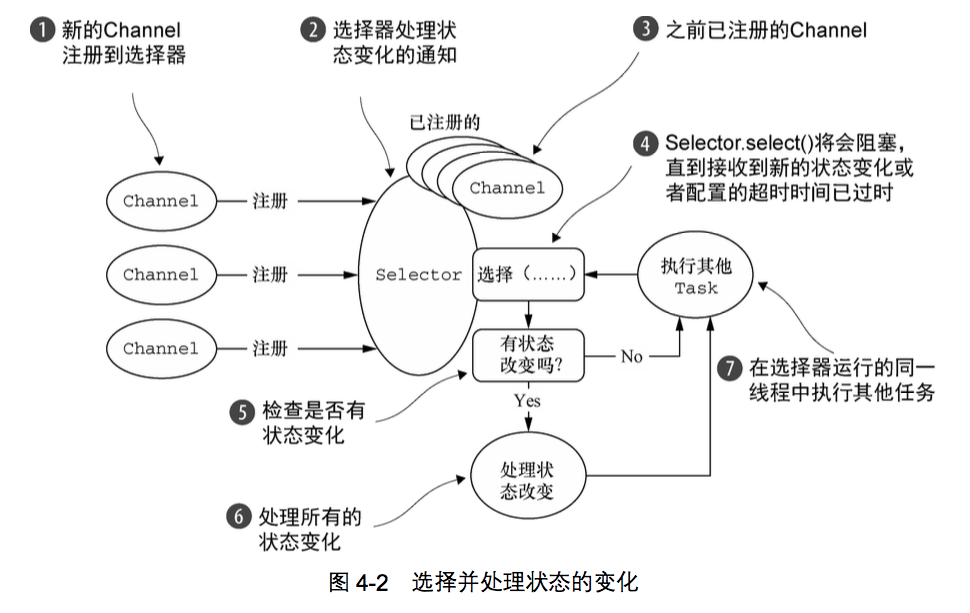 1 新的Channel
注册到选择器
2 选择器处理状
态变化的通知
3 之前已注册的Channel
已注册的
4 Selector.select()将会阻塞，
直到接收到新的状态变化或
者配置的超时时间已过时
Channel
Channel
注册
Channel
注册
Selector
选择（……）
执行其他
Task
Channel
注册
有状态
改变吗？
No
7 在选择器运行的同一
线程中执行其他任务
5 检查是否有
状态变化
Yes
处理状
态改变
6 处理所有的
状态变化
图 4-2 选择并处理状态的变化